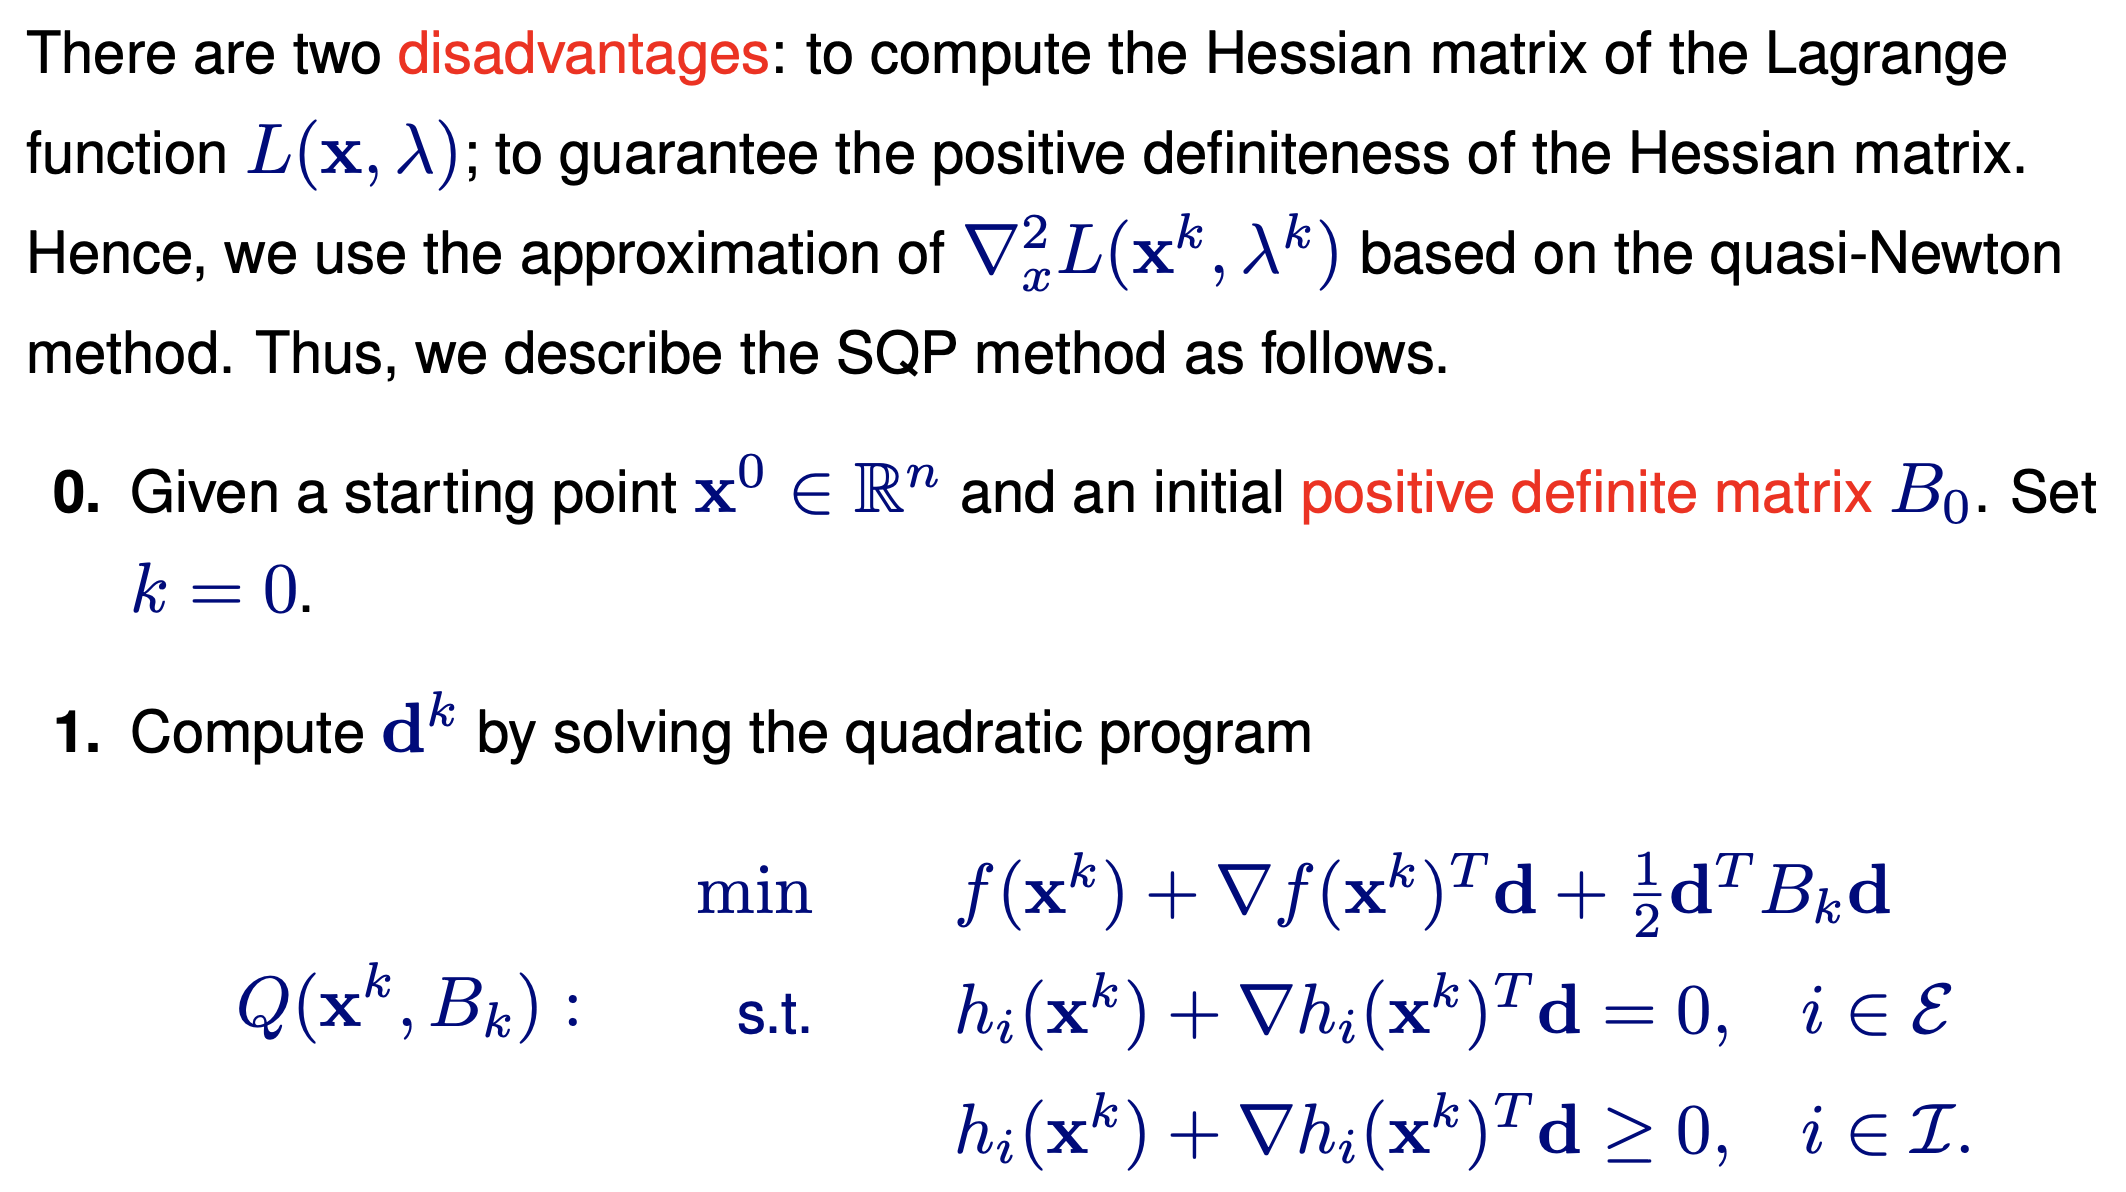 There are two disadvantages: to compute the Hessian matrix of the Lagrange
function $L(\mathbf{x}, \lambda)$; to guarantee the positive definiteness of the Hessian matrix.
Hence, we use the approximation of $\nabla_x^2 L(\mathbf{x}^k, \lambda^k)$ based on the quasi-Newton
method. Thus, we describe the SQP method as follows.
0. Given a starting point $\mathbf{x}^0 \in \mathbb{R}^n$ and an initial positive definite matrix $B_0$. Set
$k = 0$.
1. Compute $\mathbf{d}^k$ by solving the quadratic program
$\min \quad f(\mathbf{x}^k) + \nabla f(\mathbf{x}^k)^T \mathbf{d} + \frac{1}{2} \mathbf{d}^T B_k \mathbf{d}$
$Q(\mathbf{x}^k, B_k) : \quad \text{s.t.} \quad h_i(\mathbf{x}^k) + \nabla h_i(\mathbf{x}^k)^T \mathbf{d} = 0, \quad i \in \mathcal{E}$
$h_i(\mathbf{x}^k) + \nabla h_i(\mathbf{x}^k)^T \mathbf{d} \geq 0, \quad i \in \mathcal{I}.$